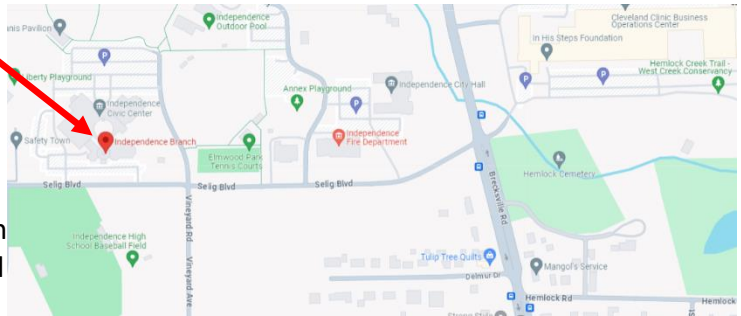 nis Pavilion
Independence
Outdoor Pool
Cleveland Clinic Business
Operations Center
In His Steps Foundation
P
Liberty Playground
Annex Playground
Independence City Hall
P
P
Hemlock Creek Trail -
West Creek Conservancy
Independence
Civic Center
P
Safety Town
Independence Branch
Independence
Fire Department
Elmwood Park
Tennis Courts
Hemlock Cemetery
Selig Blvd
Selig Blvd
Selig Blvd
Vineyard Rd
Brecksville Rd
Independence High
School Baseball Field
Vineyard Ave
Tulip Tree Quilts
Mangol's Service
Delmur Dr
Hemlock Rd
Hemlock